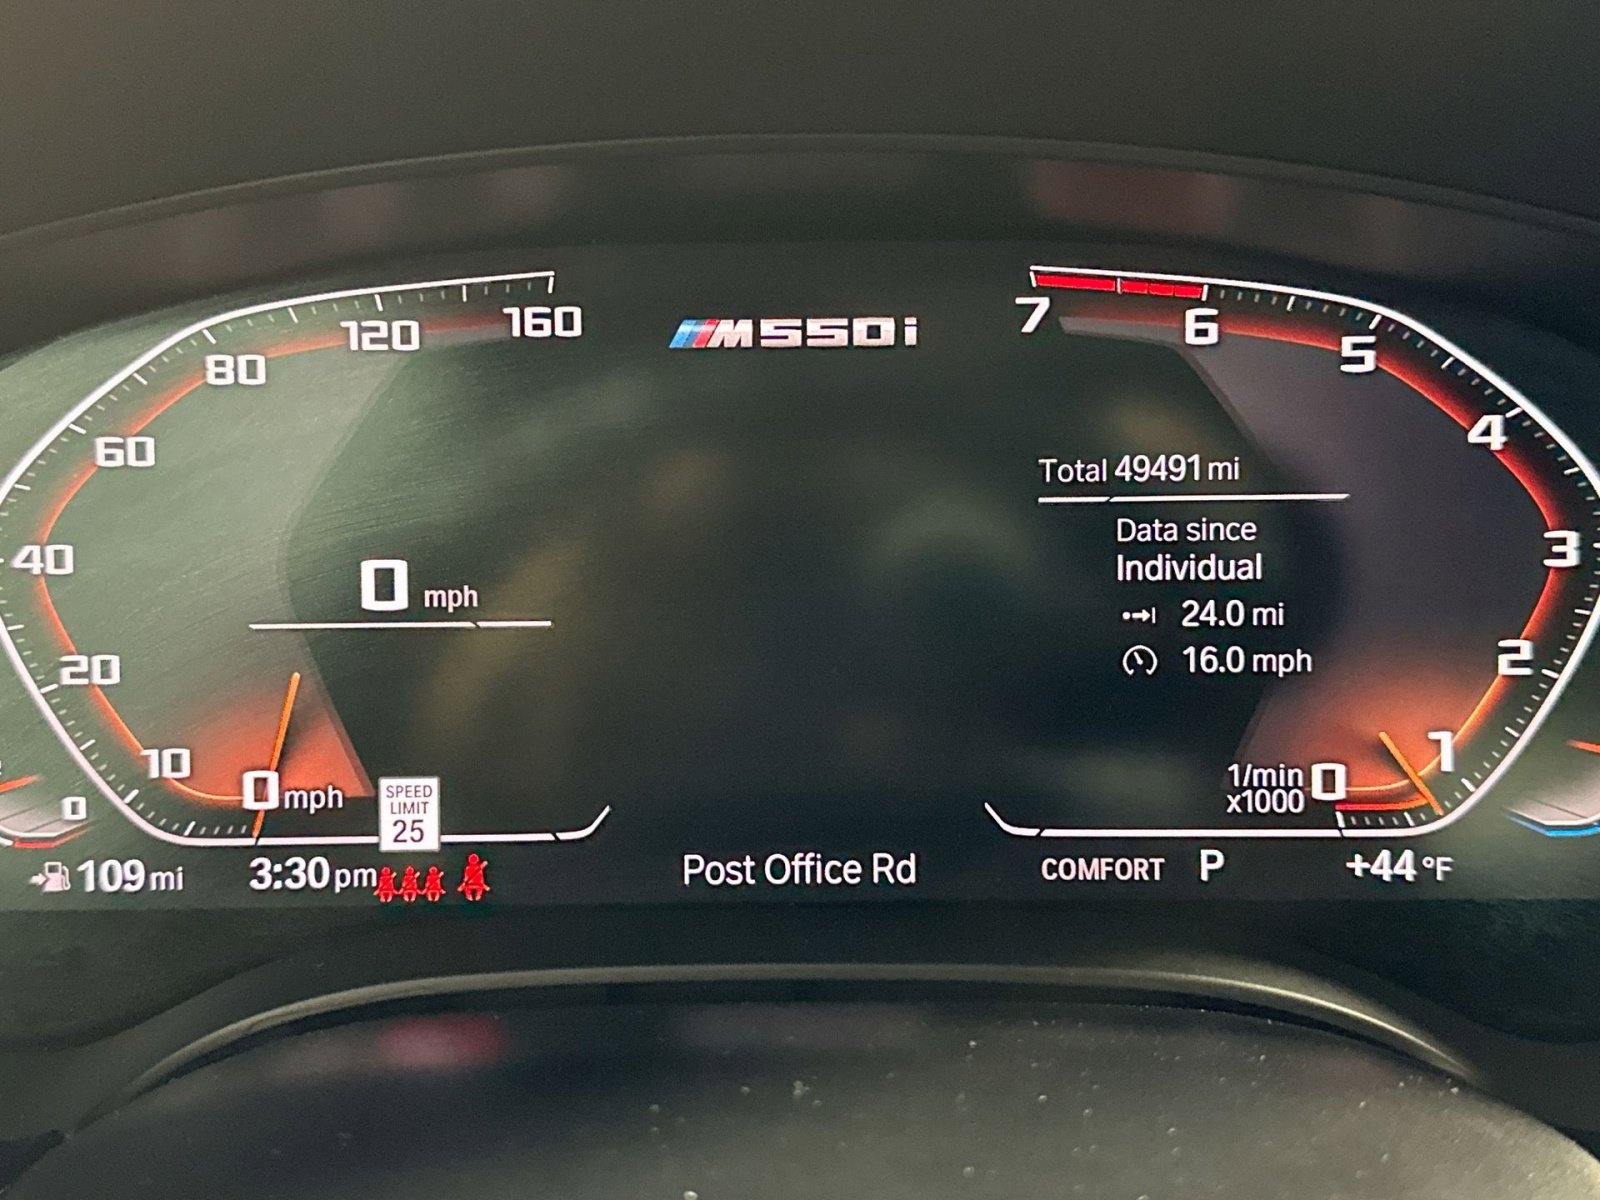 160
120
80
60
40
20
10
0 mph
0 mph
0
M550i
7
6
5
4
3
2
1
0
1/min
x1000
Total 49491 mi
Data since
Individual
24.0 mi
16.0 mph
SPEED
LIMIT
25
109 mi
3:30 pm
Post Office Rd
COMFORT P
+44 °F